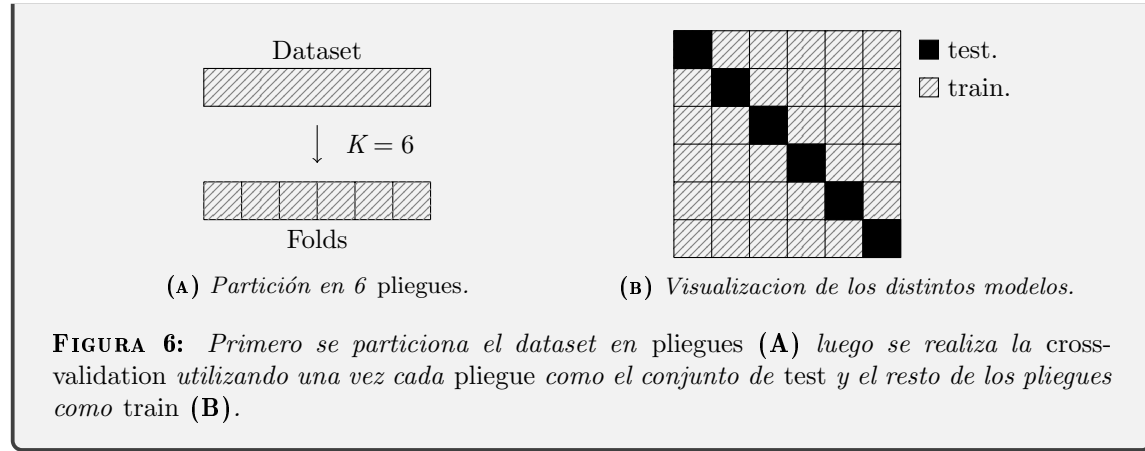 Dataset
K = 6
Folds
(A) Partición en 6 pliegues.
test.
train.
(B) Visualizacion de los distintos modelos.
FIGURA 6: Primero se particiona el dataset en pliegues (A) luego se realiza la cross-
validation utilizando una vez cada pliegue como el conjunto de test y el resto de los pliegues
como train (B).